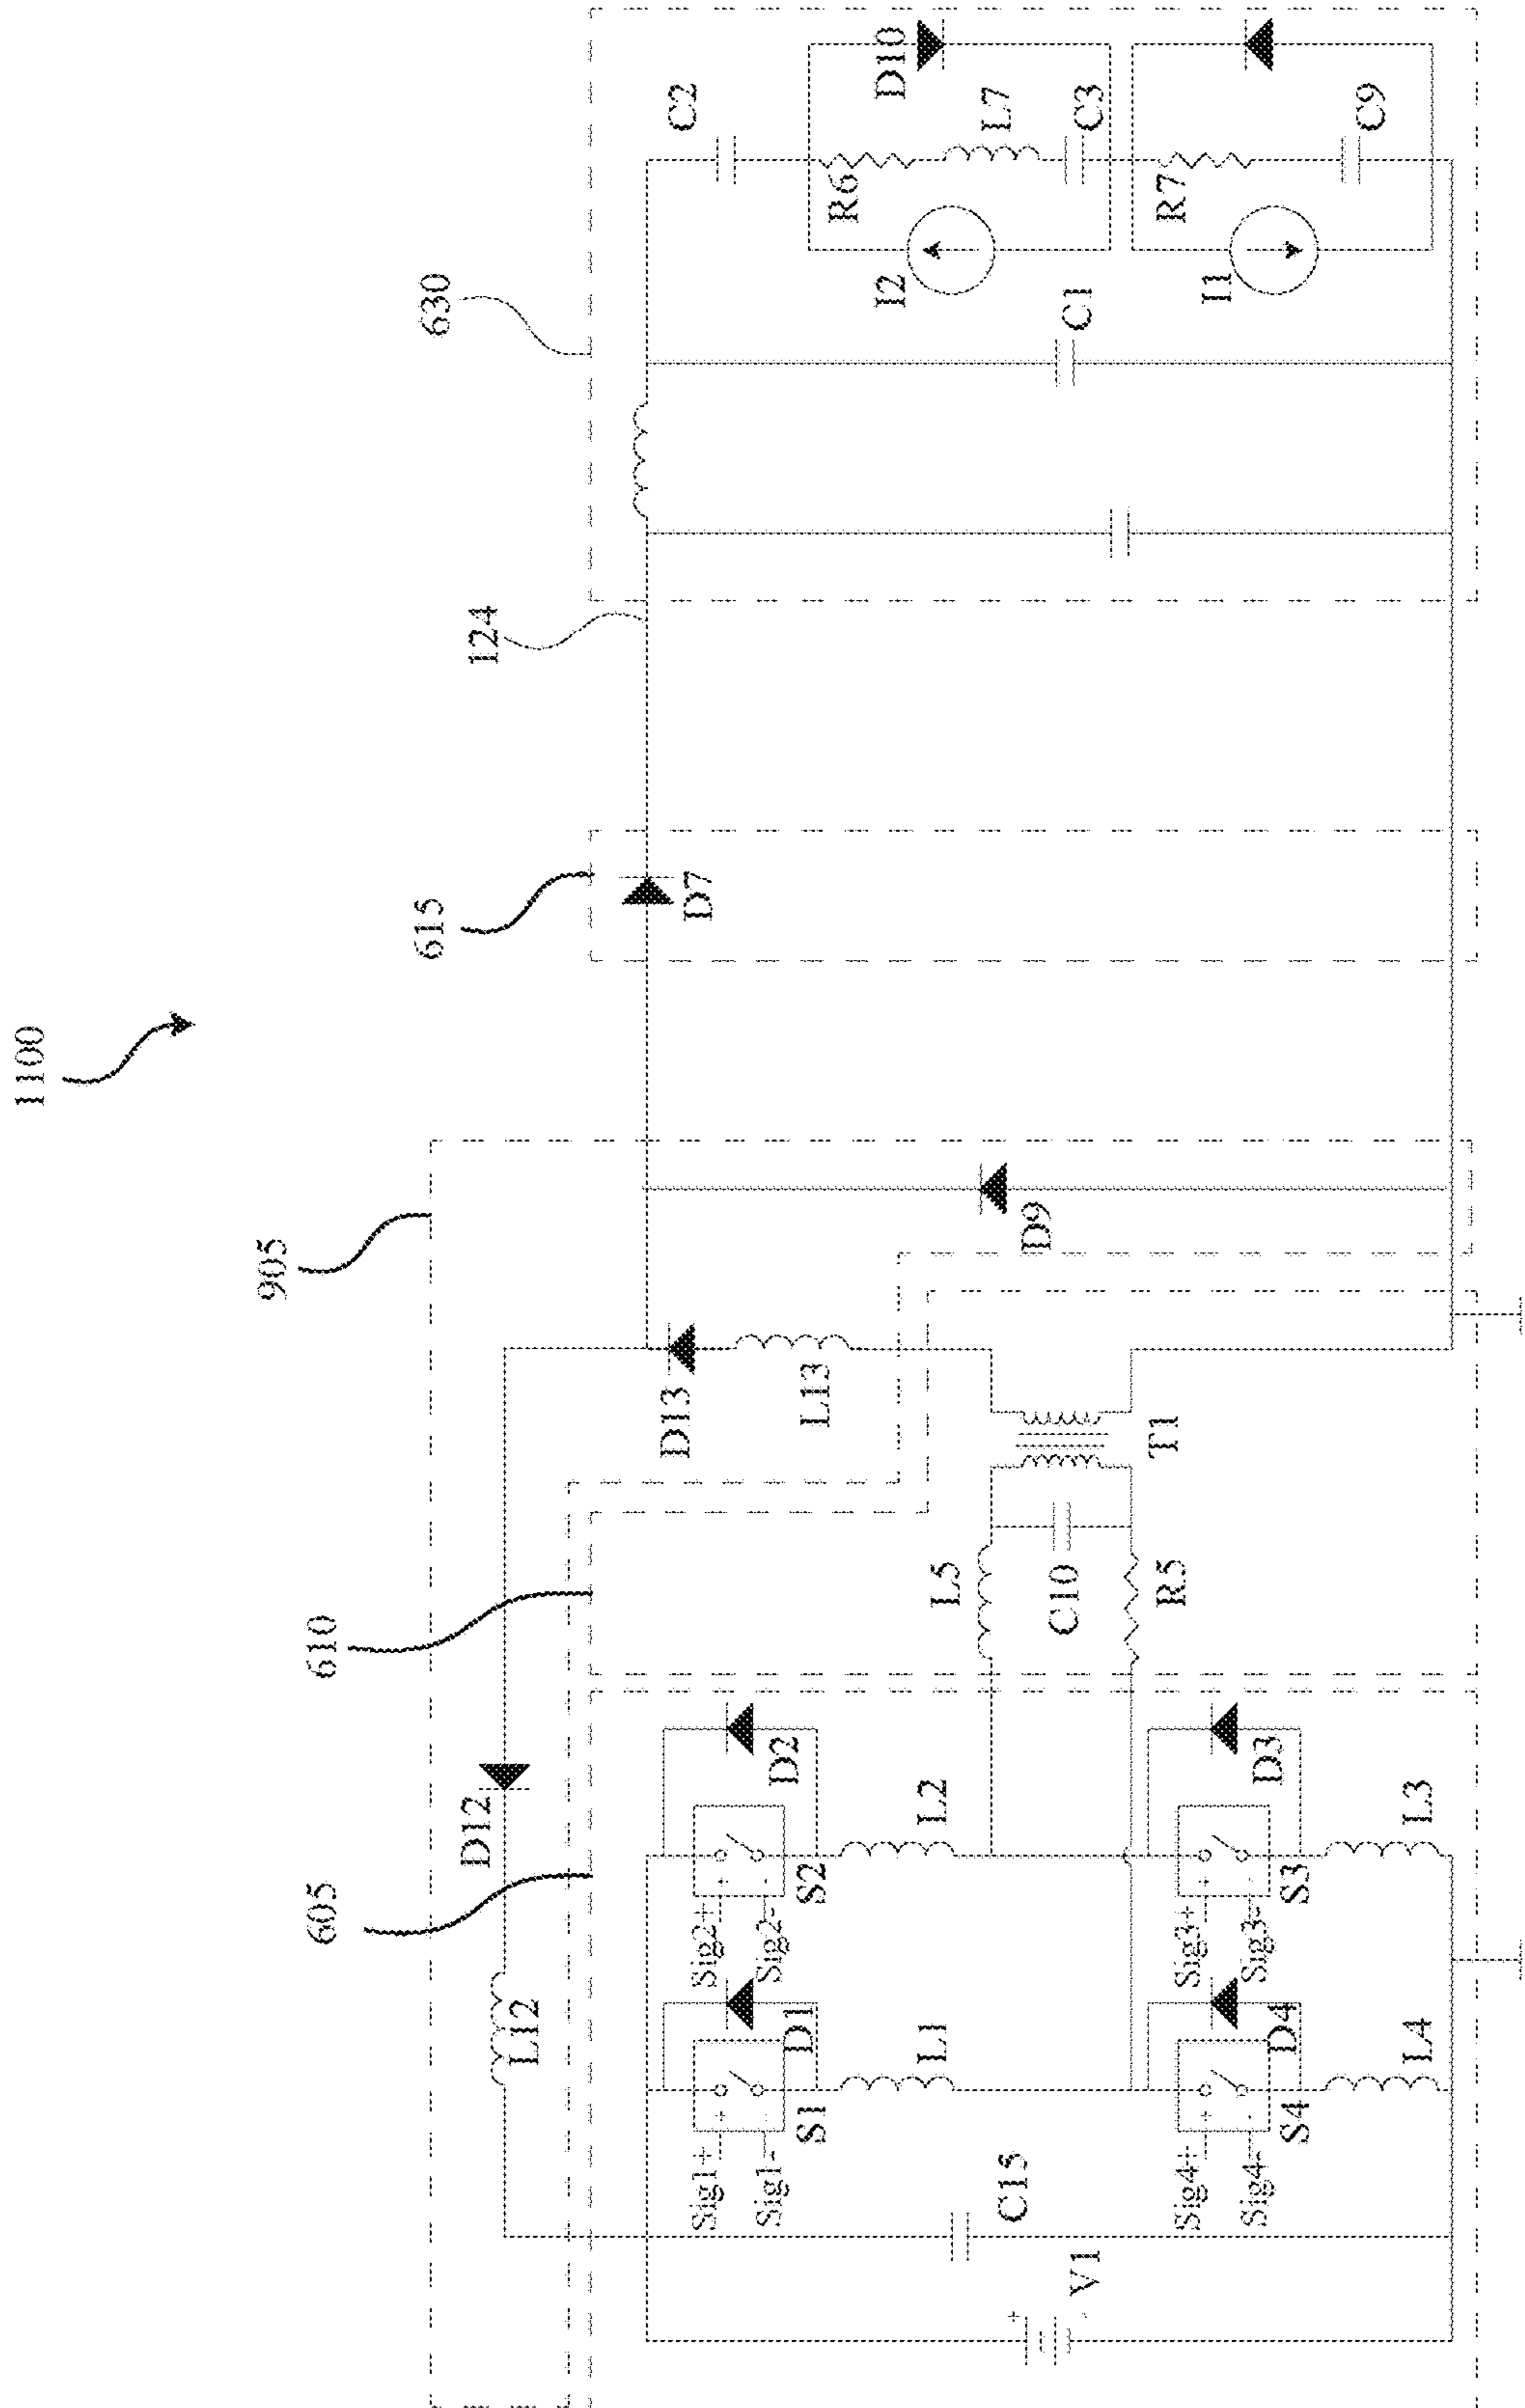 1100
605
610
905
615
124
630
D12
L12
D13
L13
D9
D7
V1
+
-
C15
Sig1+
Sig1-
+
-
S1
D1
L1
Sig2+
Sig2-
+
-
S2
D2
L2
Sig4+
Sig4-
+
-
S4
D4
L4
Sig3+
Sig3-
+
-
S3
D3
L3
L5
C10
R5
T1
C1
C2
I2
R6
D10
L7
C3
I1
R7
C9